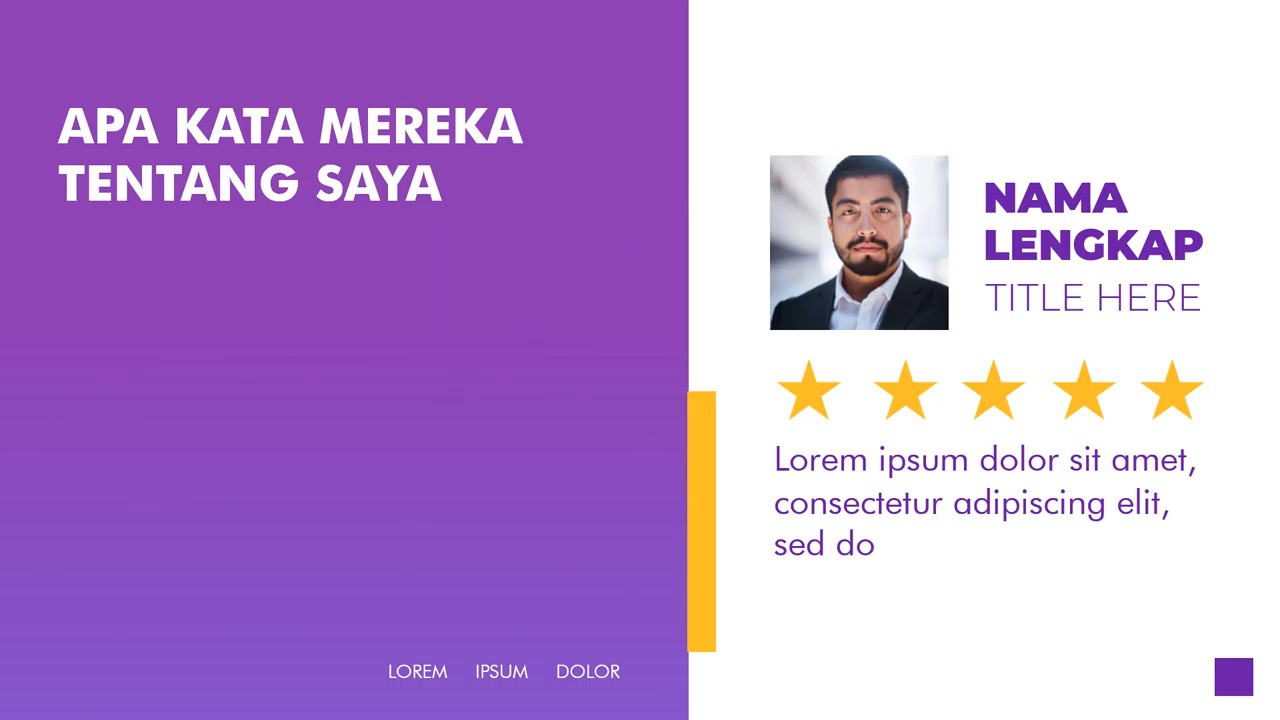 APA KATA MEREKA
TENTANG SAYA
NAMA
LENGKAP
TITLE HERE
Lorem ipsum dolor sit amet,
consectetur adipiscing elit,
sed do
LOREM IPSUM DOLOR